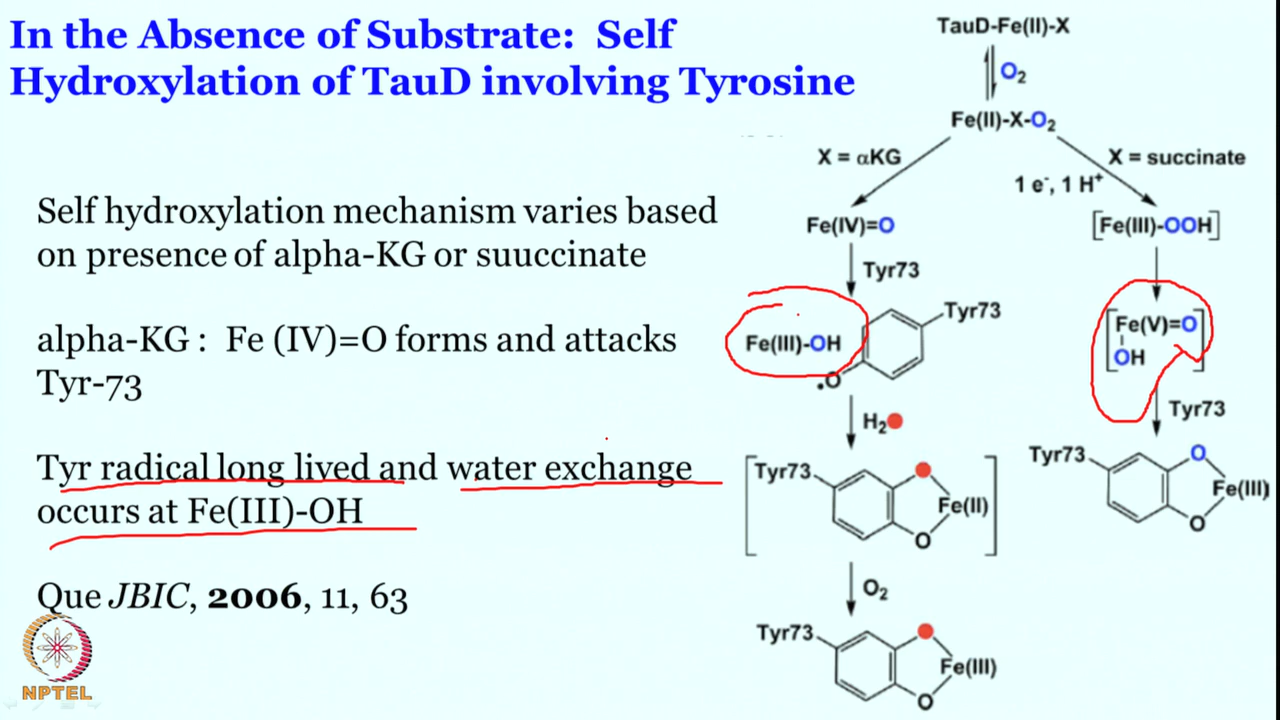 In the Absence of Substrate: Self
Hydroxylation of TauD involving Tyrosine
Self hydroxylation mechanism varies based
on presence of alpha-KG or suuccinate
alpha-KG : Fe (IV)=O forms and attacks
Tyr-73
Tyr radical long lived and water exchange
occurs at Fe(III)-OH
Que JBIC, 2006, 11, 63
NPTEL
TauD-Fe(II)-X
O₂
Fe(II)-X-O₂
X = αKG
X = succinate
1 e⁻, 1 H⁺
Fe(IV)=O
[Fe(III)-OOH]
Tyr73
Tyr73
Fe(III)-OH
.O
Fe(V)=O
OH
H₂
Tyr73
Tyr73
Fe(II)
O
Tyr73
O
Fe(III)
O
O₂
Tyr73
Fe(III)
O